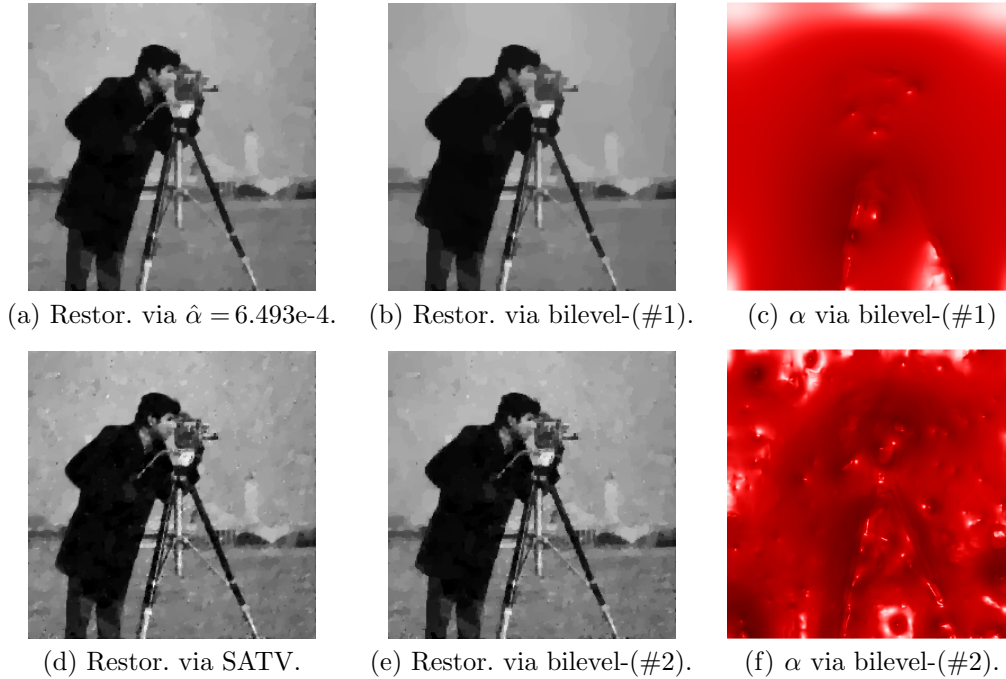 (a) Restor. via α̂ = 6.493e-4.
(b) Restor. via bilevel-(#1).
(c) α via bilevel-(#1)
(d) Restor. via SATV.
(e) Restor. via bilevel-(#2).
(f) α via bilevel-(#2).